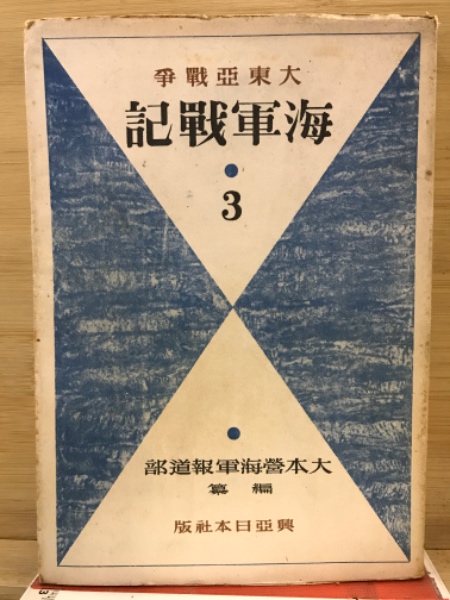 大東亞戰爭
海軍戰記
3
大本營海軍報道部
編纂
興亞日本社版